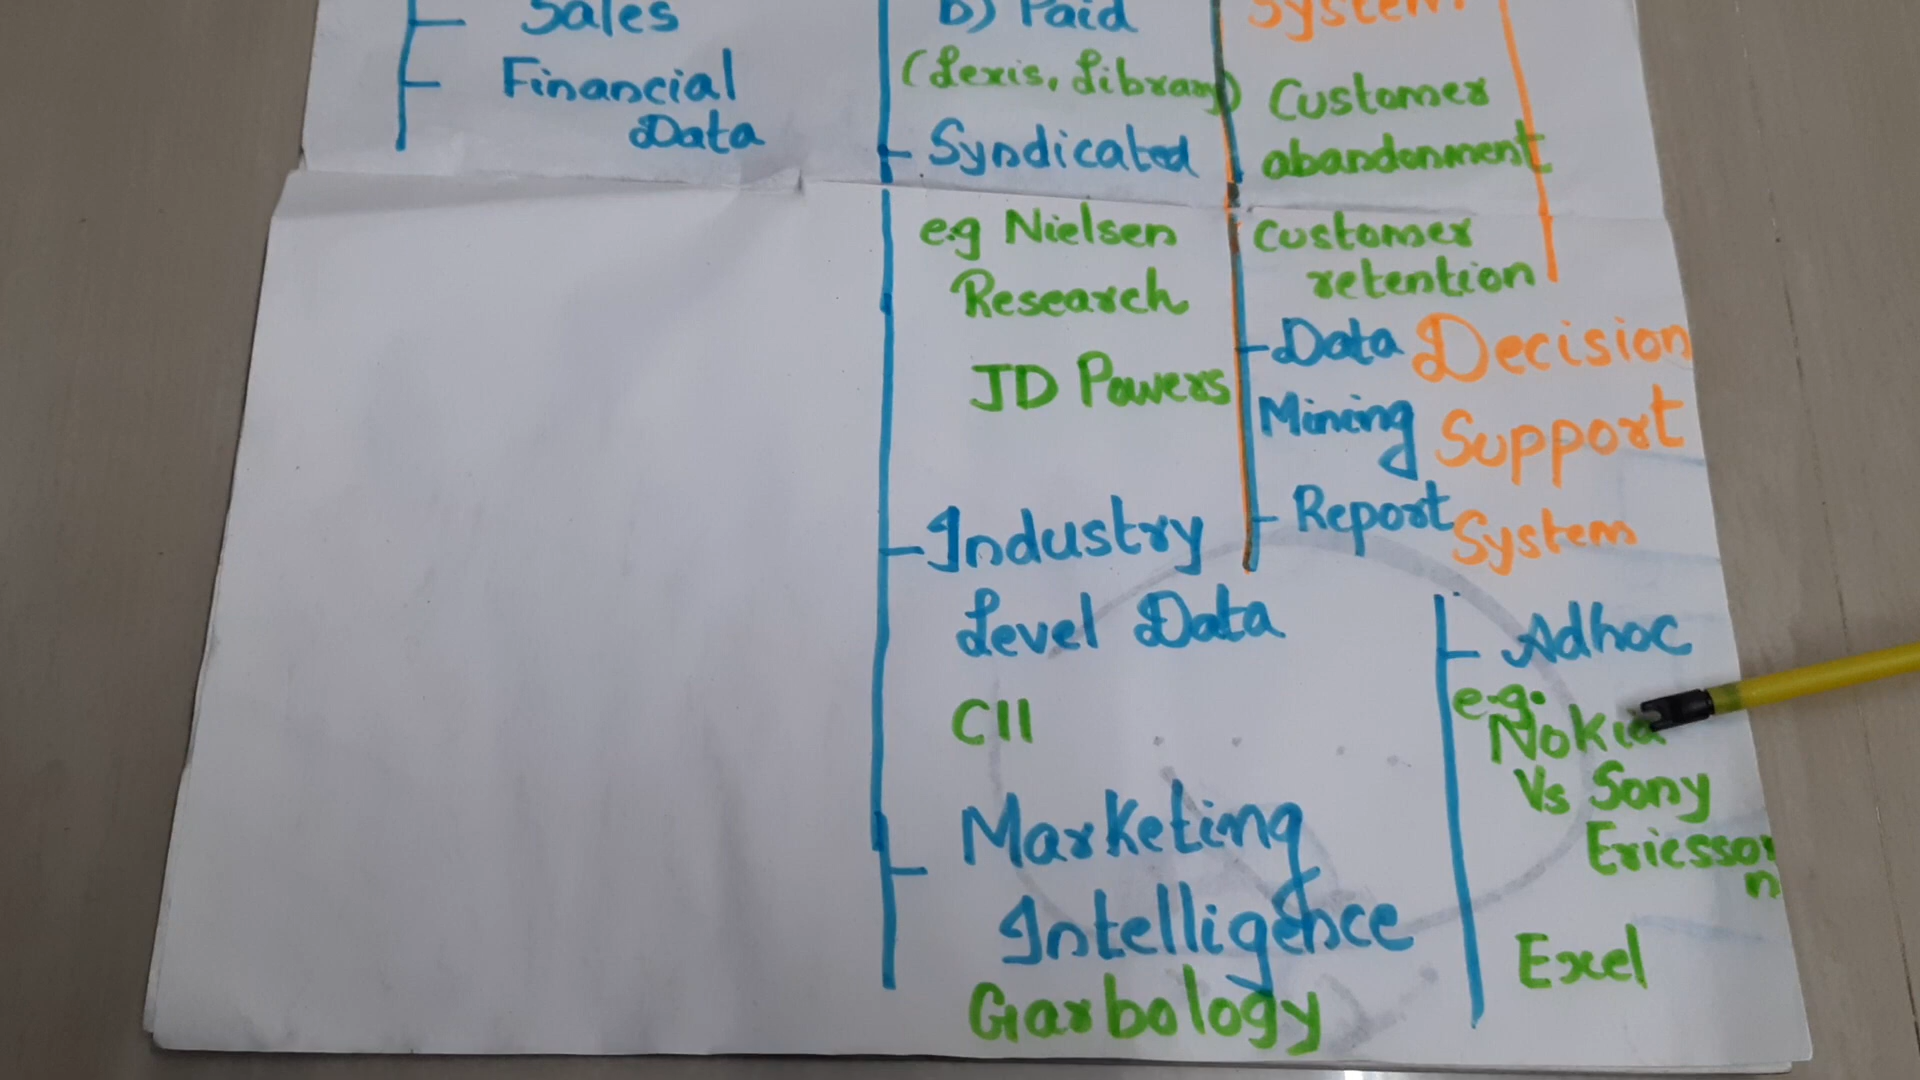 Sales
Financial
Data
b) Paid
(Lexis, Library)
Syndicated
e.g Nielsen
Research
JD Powers
Industry
Level Data
CII
Marketing
Intelligence
Garbology
System
Customer
abandonment
Customer
retention
Data
Mining
Report
Decision
Support
System
Adhoc
e.g.
Nokia
Vs Sony
Ericsson
n
Excel